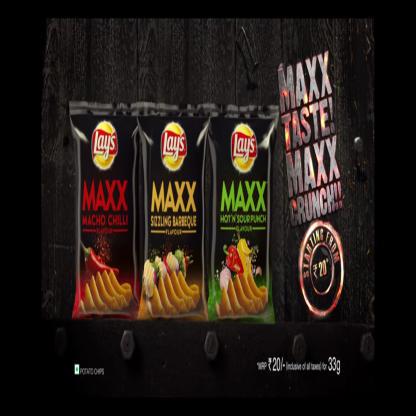 Lay's
MAXX
MACHO CHILLI
FLAVOUR
Lay's
MAXX
SIZZLING BARBEQUE
FLAVOUR
Lay's
MAXX
HOT 'N' SOUR PUNCH
FLAVOUR
MAXX
TASTE!
MAXX
CRUNCH!!
STARTING FROM
₹20*
POTATO CHIPS
*MRP ₹20/- (inclusive of all taxes) for 33g